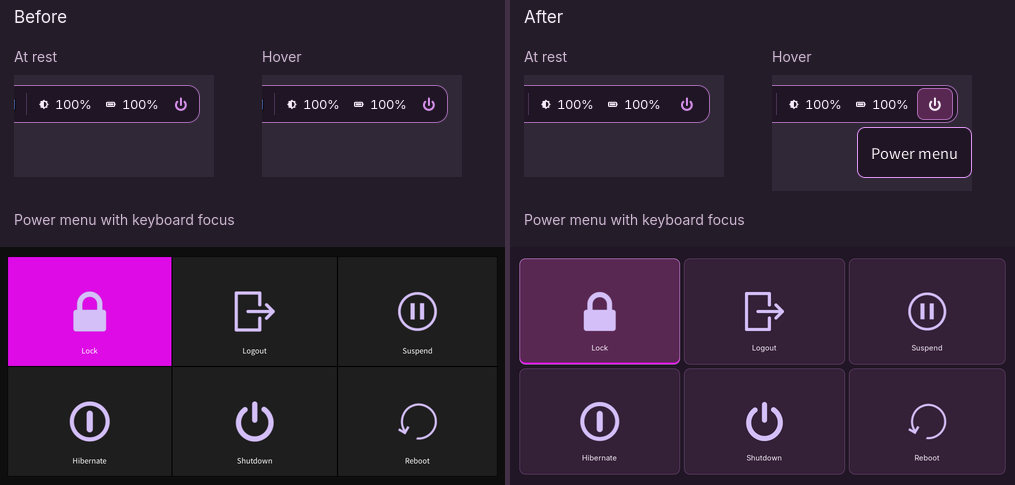 Before
At rest
Hover
100% 100%
100% 100%
Power menu with keyboard focus
Lock
Logout
Suspend
Hibernate
Shutdown
Reboot
After
At rest
Hover
100% 100%
100% 100%
Power menu
Power menu with keyboard focus
Lock
Logout
Suspend
Hibernate
Shutdown
Reboot